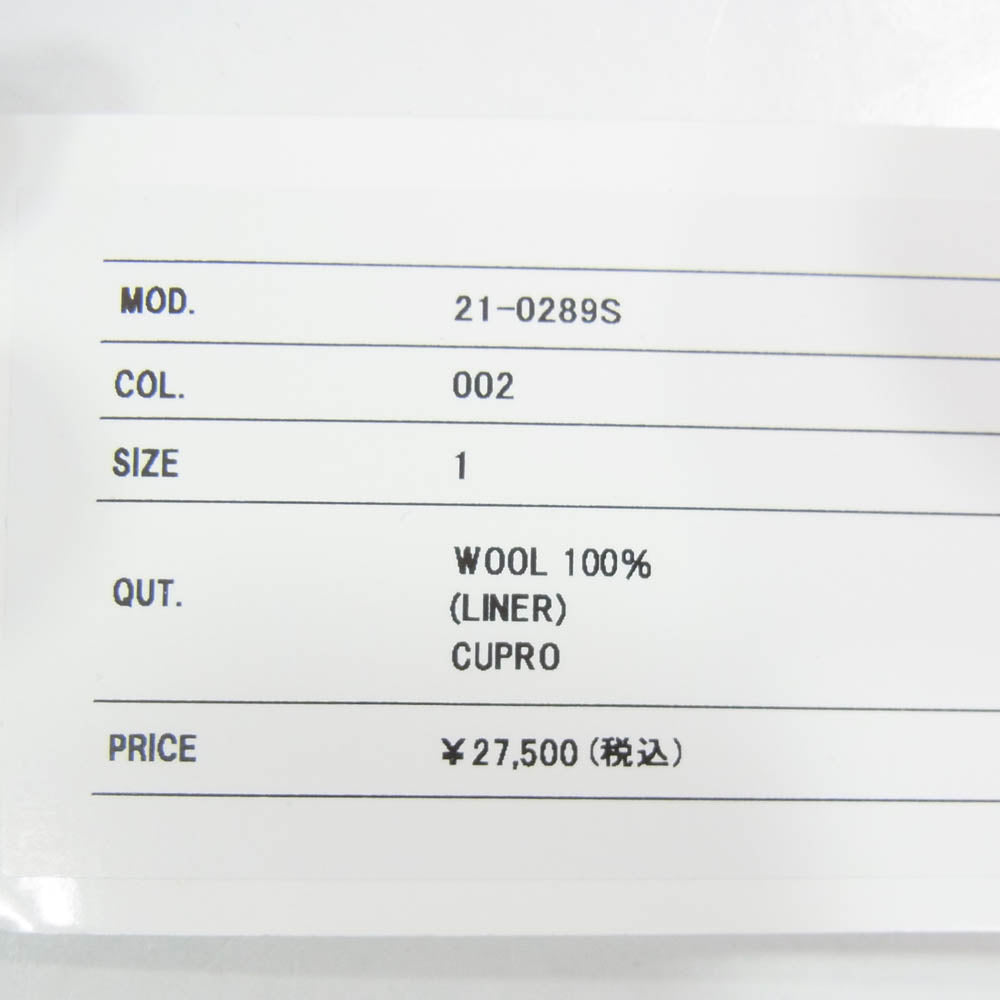 MOD. 21-0289S
COL. 002
SIZE 1
QUT. WOOL 100%
(LINER)
CUPRO
PRICE ¥27,500(税込)